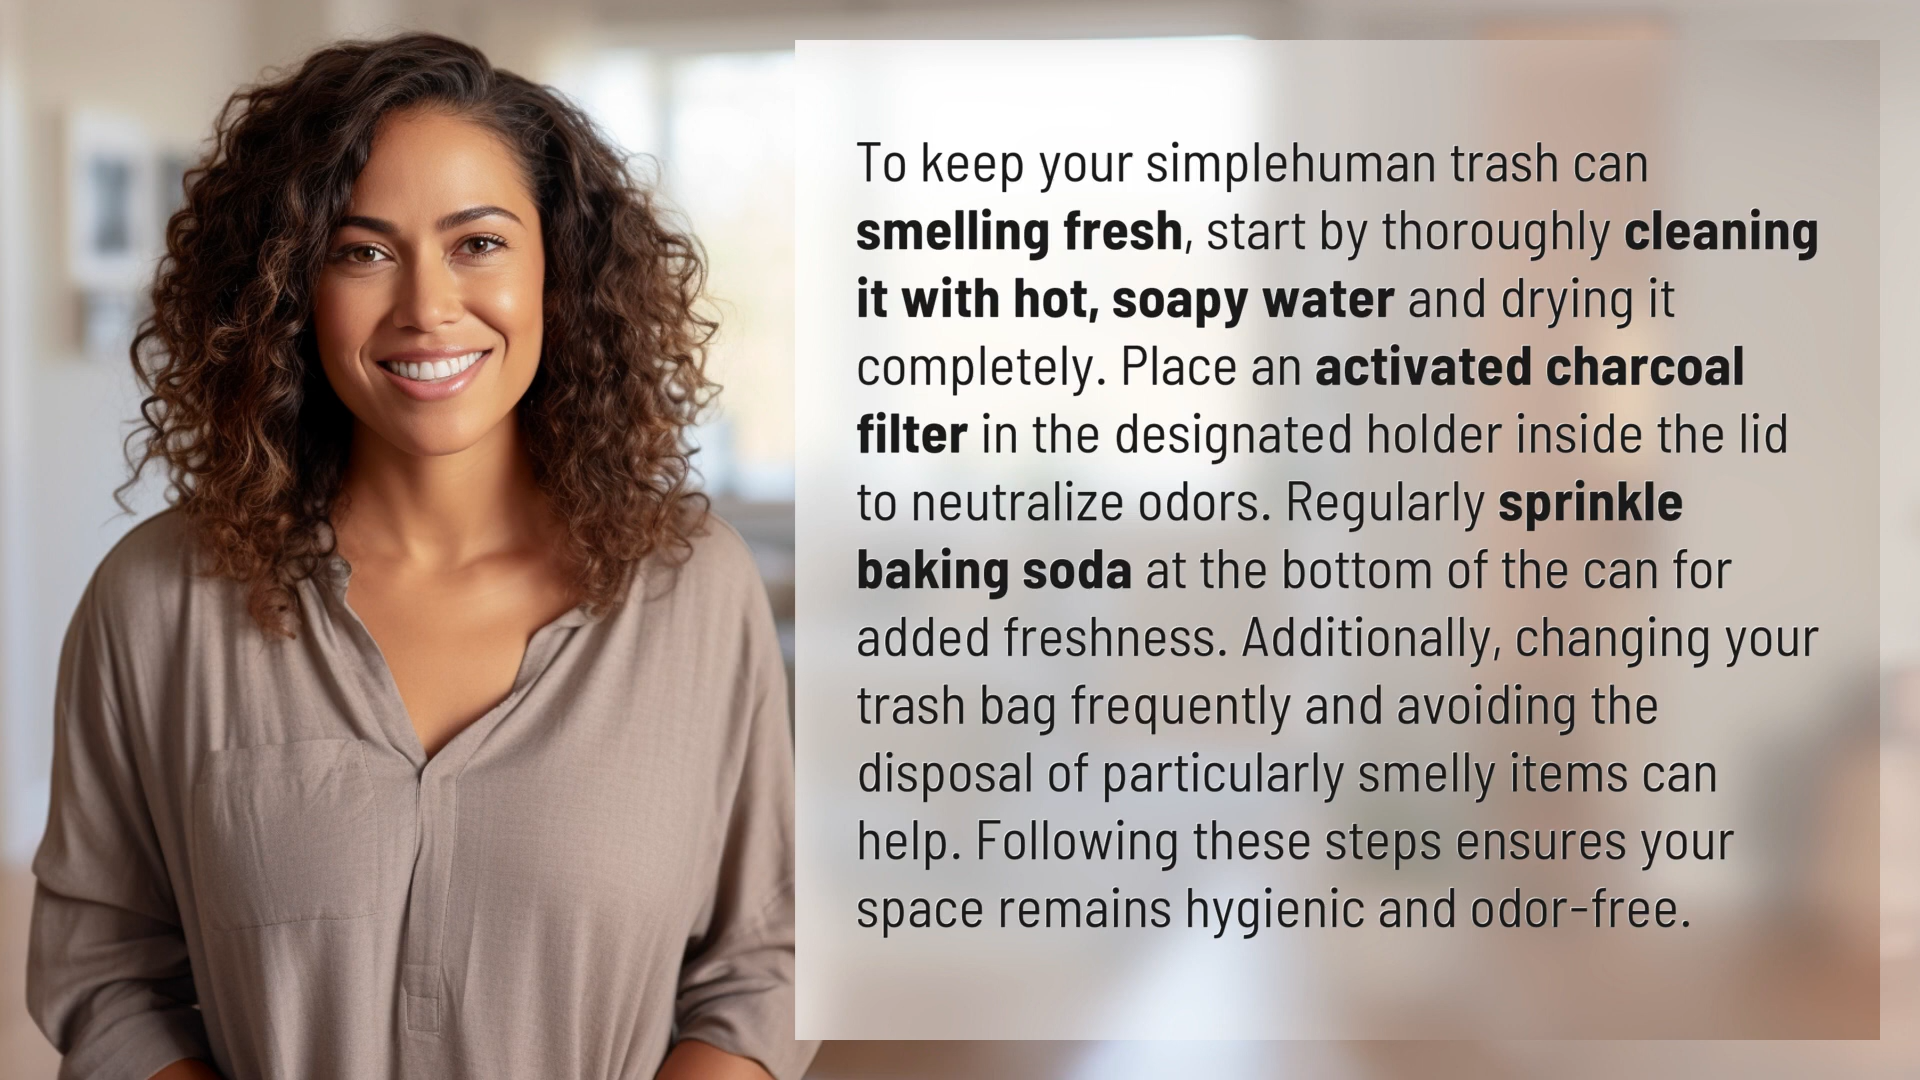 To keep your simplehuman trash can
smelling fresh, start by thoroughly cleaning
it with hot, soapy water and drying it
completely. Place an activated charcoal
filter in the designated holder inside the lid
to neutralize odors. Regularly sprinkle
baking soda at the bottom of the can for
added freshness. Additionally, changing your
trash bag frequently and avoiding the
disposal of particularly smelly items can
help. Following these steps ensures your
space remains hygienic and odor-free.